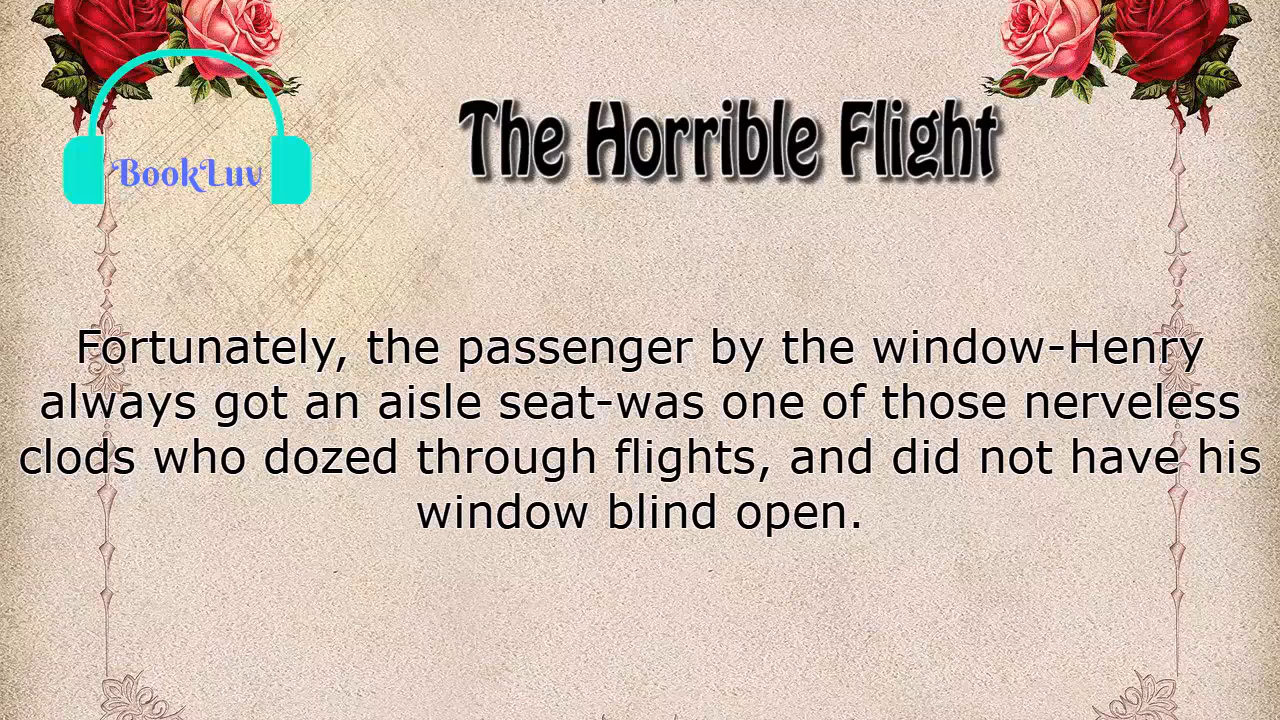 The Horrible Flight
BookLuv
Fortunately, the passenger by the window-Henry
always got an aisle seat-was one of those nerveless
clods who dozed through flights, and did not have his
window blind open.